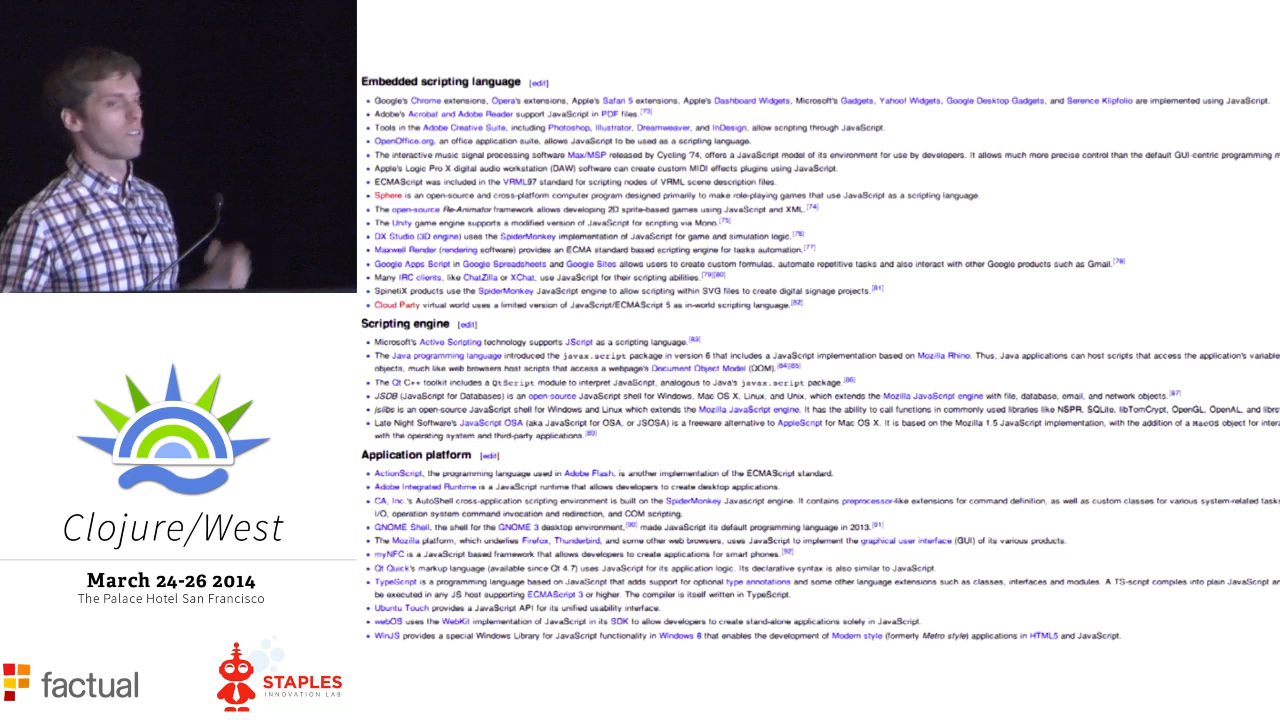 Embedded scripting language [edit]
• Google's Chrome extensions, Opera's extensions, Apple's Safari 5 extensions, Apple's Dashboard Widgets, Microsoft's Gadgets, Yahoo! Widgets, Google Desktop Gadgets, and Serence Klipfolio are implemented using JavaScript.
• Adobe's Acrobat and Adobe Reader support JavaScript in PDF files.[73]
• Tools in the Adobe Creative Suite, including Photoshop, Illustrator, Dreamweaver, and InDesign, allow scripting through JavaScript.
• OpenOffice.org, an office application suite, allows JavaScript to be used as a scripting language.
• The interactive music signal processing software Max/MSP released by Cycling '74, offers a JavaScript model of its environment for use by developers. It allows much more precise control than the default GUI-centric programming m
• Apple's Logic Pro X digital audio workstation (DAW) software can create custom MIDI effects plugins using JavaScript.
• ECMAScript was included in the VRML97 standard for scripting nodes of VRML scene description files.
• Sphere is an open-source and cross-platform computer program designed primarily to make role-playing games that use JavaScript as a scripting language.
• The open-source Re-Animator framework allows developing 2D sprite-based games using JavaScript and XML.[74]
• The Unity game engine supports a modified version of JavaScript for scripting via Mono.[75]
• DX Studio (3D engine) uses the SpiderMonkey implementation of JavaScript for game and simulation logic.[76]
• Maxwell Render (rendering software) provides an ECMA standard based scripting engine for tasks automation.[77]
• Google Apps Script in Google Spreadsheets and Google Sites allows users to create custom formulas, automate repetitive tasks and also interact with other Google products such as Gmail.[78]
• Many IRC clients, like ChatZilla or XChat, use JavaScript for their scripting abilities.[79][80]
• SpinetiX products use the SpiderMonkey JavaScript engine to allow scripting within SVG files to create digital signage projects.[81]
• Cloud Party virtual world uses a limited version of JavaScript/ECMAScript 5 as in-world scripting language.[82]
Scripting engine [edit]
• Microsoft's Active Scripting technology supports JScript as a scripting language.[83]
• The Java programming language introduced the javax.script package in version 6 that includes a JavaScript implementation based on Mozilla Rhino. Thus, Java applications can host scripts that access the application's variable
objects, much like web browsers host scripts that access a webpage's Document Object Model (DOM).[84][85]
• The Qt C++ toolkit includes a QtScript module to interpret JavaScript, analogous to Java's javax.script package.[86]
• JSDB (JavaScript for Databases) is an open-source JavaScript shell for Windows, Mac OS X, Linux, and Unix, which extends the Mozilla JavaScript engine with file, database, email, and network objects.[87]
• jslibs is an open-source JavaScript shell for Windows and Linux which extends the Mozilla JavaScript engine. It has the ability to call functions in commonly used libraries like NSPR, SQLite, libTomCrypt, OpenGL, OpenAL, and librs
• Late Night Software's JavaScript OSA (aka JavaScript for OSA, or JSOSA) is a freeware alternative to AppleScript for Mac OS X. It is based on the Mozilla 1.5 JavaScript implementation, with the addition of a MacOS object for intera
with the operating system and third-party applications.[89]
Application platform [edit]
• ActionScript, the programming language used in Adobe Flash, is another implementation of the ECMAScript standard.
• Adobe Integrated Runtime is a JavaScript runtime that allows developers to create desktop applications.
• CA, Inc.'s AutoShell cross-application scripting environment is built on the SpiderMonkey Javascript engine. It contains preprocessor-like extensions for command definition, as well as custom classes for various system-related tasks
I/O, operation system command invocation and redirection, and COM scripting.
• GNOME Shell, the shell for the GNOME 3 desktop environment,[90] made JavaScript its default programming language in 2013.[91]
• The Mozilla platform, which underlies Firefox, Thunderbird, and some other web browsers, uses JavaScript to implement the graphical user interface (GUI) of its various products.
• myNFC is a JavaScript based framework that allows developers to create applications for smart phones.[92]
• Qt Quick's markup language (available since Qt 4.7) uses JavaScript for its application logic. Its declarative syntax is also similar to JavaScript.
• TypeScript is a programming language based on JavaScript that adds support for optional type annotations and some other language extensions such as classes, interfaces and modules. A TS-script compiles into plain JavaScript an
be executed in any JS host supporting ECMAScript 3 or higher. The compiler is itself written in TypeScript.
• Ubuntu Touch provides a JavaScript API for its unified usability interface.
• webOS uses the WebKit implementation of JavaScript in its SDK to allow developers to create stand-alone applications solely in JavaScript.
• WinJS provides a special Windows Library for JavaScript functionality in Windows 8 that enables the development of Modern style (formerly Metro style) applications in HTML5 and JavaScript.
Clojure/West
March 24-26 2014
The Palace Hotel San Francisco
factual
STAPLES
INNOVATION LAB